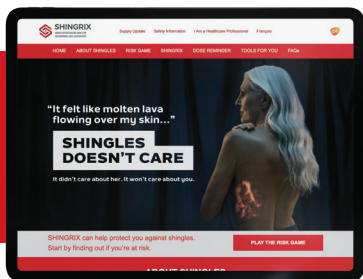 SHINGRIX
Supply Update Safety Information I Am a Healthcare Professional Français
gsk
HOME ABOUT SHINGLES RISK GAME SHINGRIX DOSE REMINDER TOOLS FOR YOU FAQs
“It felt like molten lava
flowing over my skin...”
SHINGLES
DOESN’T CARE
It didn’t care about her. It won’t care about you.
SHINGRIX can help protect you against shingles.
Start by finding out if you’re at risk.
PLAY THE RISK GAME
ABOUT SHINGLES